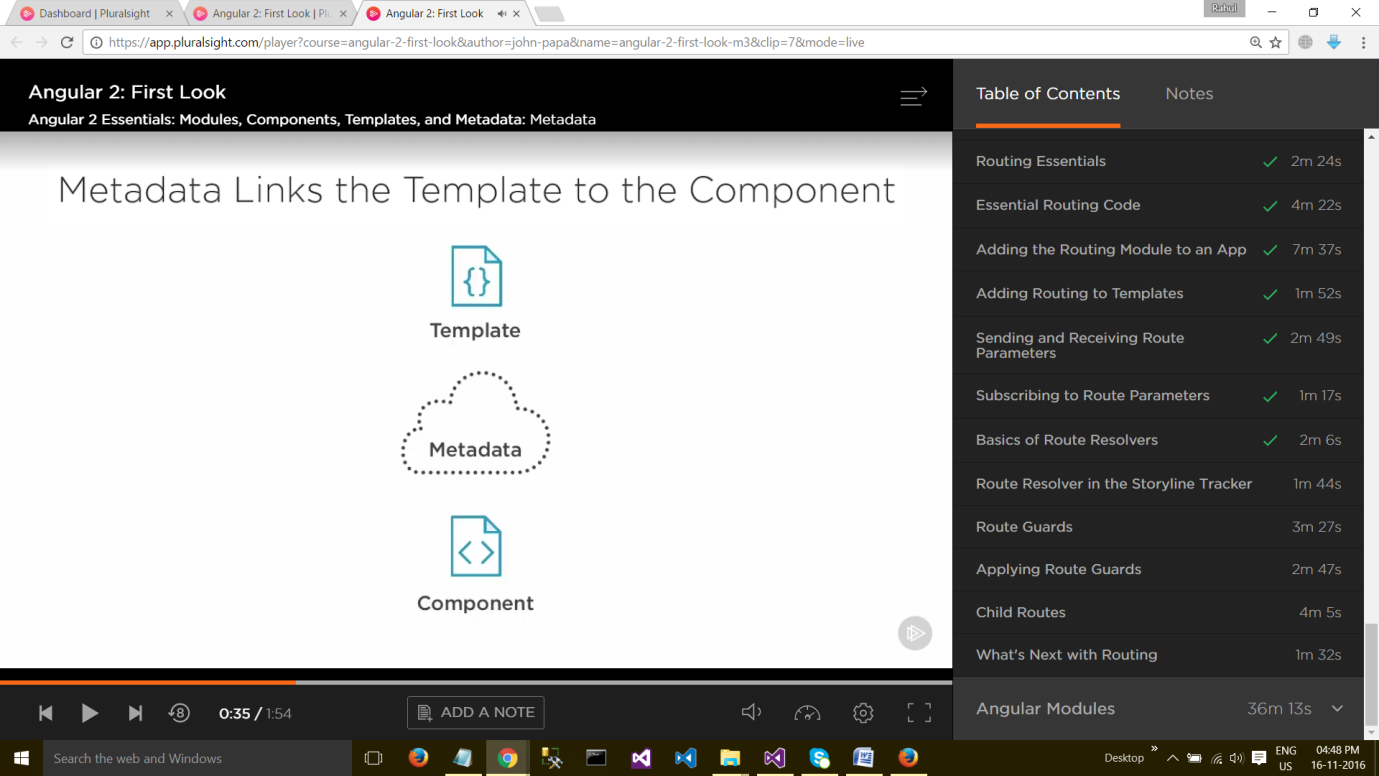 Dashboard | Pluralsight
Angular 2: First Look | Pl
Angular 2: First Look
Rahul
https://app.pluralsight.com/player?course=angular-2-first-look&author=john-papa&name=angular-2-first-look-m3&clip=7&mode=live
Angular 2: First Look
Angular 2 Essentials: Modules, Components, Templates, and Metadata: Metadata
Metadata Links the Template to the Component
{}
Template
Metadata
< >
Component
8
0:35 / 1:54
ADD A NOTE
Table of Contents
Notes
Routing Essentials 2m 24s
Essential Routing Code 4m 22s
Adding the Routing Module to an App 7m 37s
Adding Routing to Templates 1m 52s
Sending and Receiving Route 2m 49s
Parameters
Subscribing to Route Parameters 1m 17s
Basics of Route Resolvers 2m 6s
Route Resolver in the Storyline Tracker 1m 44s
Route Guards 3m 27s
Applying Route Guards 2m 47s
Child Routes 4m 5s
What's Next with Routing 1m 32s
Angular Modules 36m 13s
Search the web and Windows
Desktop
ENG
US
04:48 PM
16-11-2016